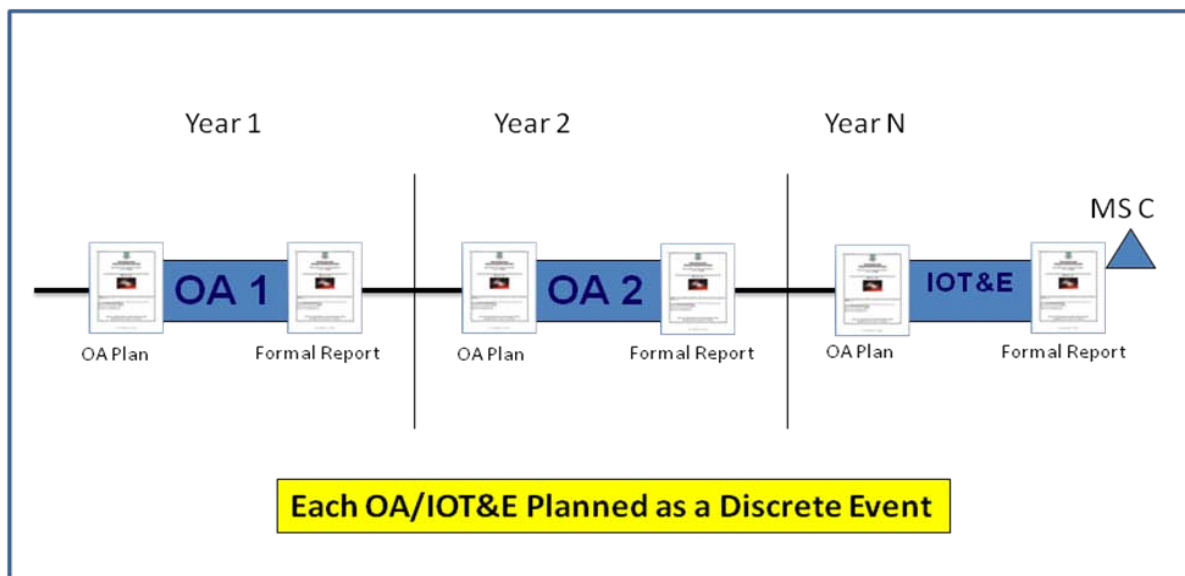 Year 1
Year 2
Year N
MS C
OA 1
OA 2
IOT&E
OA Plan
Formal Report
OA Plan
Formal Report
OA Plan
Formal Report
Each OA/IOT&E Planned as a Discrete Event